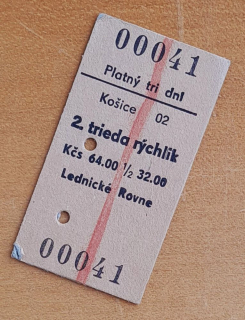 00041
Platný tri dni
Košice 02
2. trieda rýchlik
Kčs 64.00 ½ 32.00
Lednické Rovne
00041